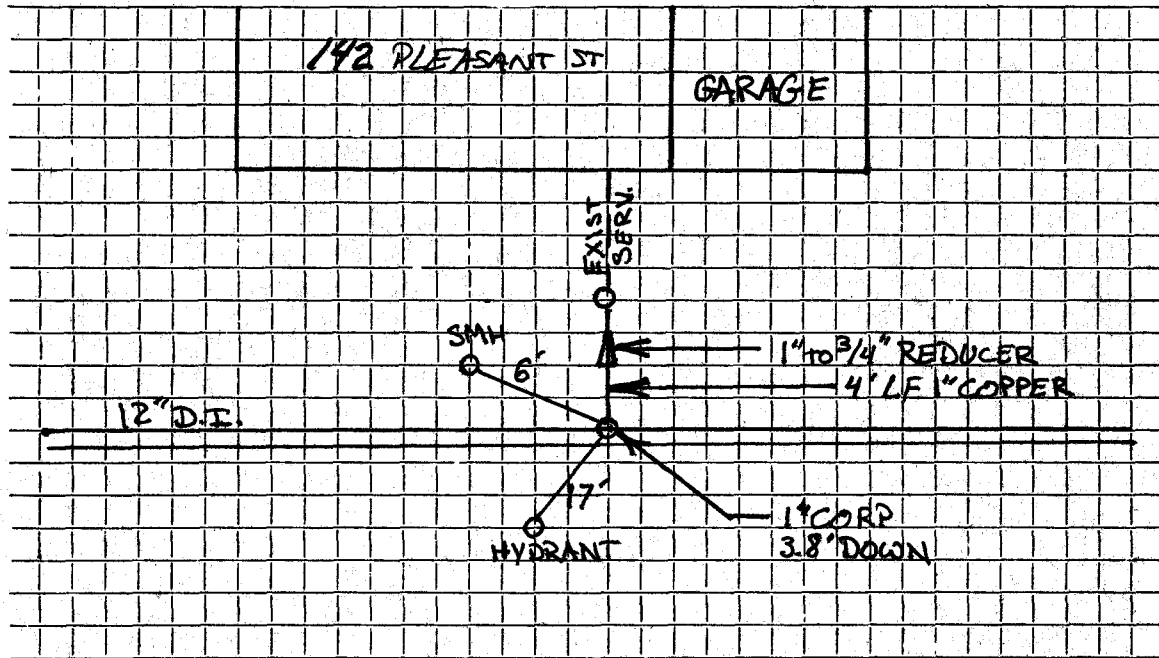 142 PLEASANT ST
GARAGE
EXIST
SERV.
SMH
6'
1" TO 3/4" REDUCER
4' LF 1" COPPER
12" D.I.
17'
HYDRANT
1" CORP
3.8' DOWN